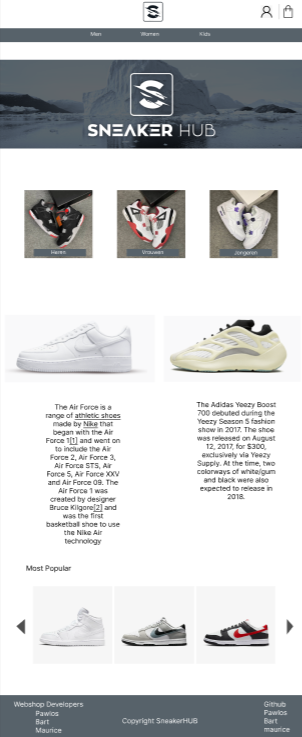 Men Women Kids
SNEAKER HUB
Heren Vrouwen Jongeren
The Air Force is a
range of athletic shoes
made by Nike that
began with the Air
Force 1[1] and went on
to include the Air
Force 2, Air Force 3,
Air Force STS, Air
Force 5, Air Force XXV
and Air Force 09. The
Air Force 1 was
created by designer
Bruce Kilgore[2] and
was the first
basketball shoe to use
the Nike Air
technology
The Adidas Yeezy Boost
700 debuted during the
Yeezy Season 5 fashion
show in 2017. The shoe
was released on August
12, 2017, for $300,
exclusively via Yeezy
Supply. At the time, two
colorways of white/gum
and black were also
expected to release in
2018.
Most Popular
Webshop Developers
Pawlos
Bart
Maurice
Copyright SneakerHUB
Github
Pawlos
Bart
maurice